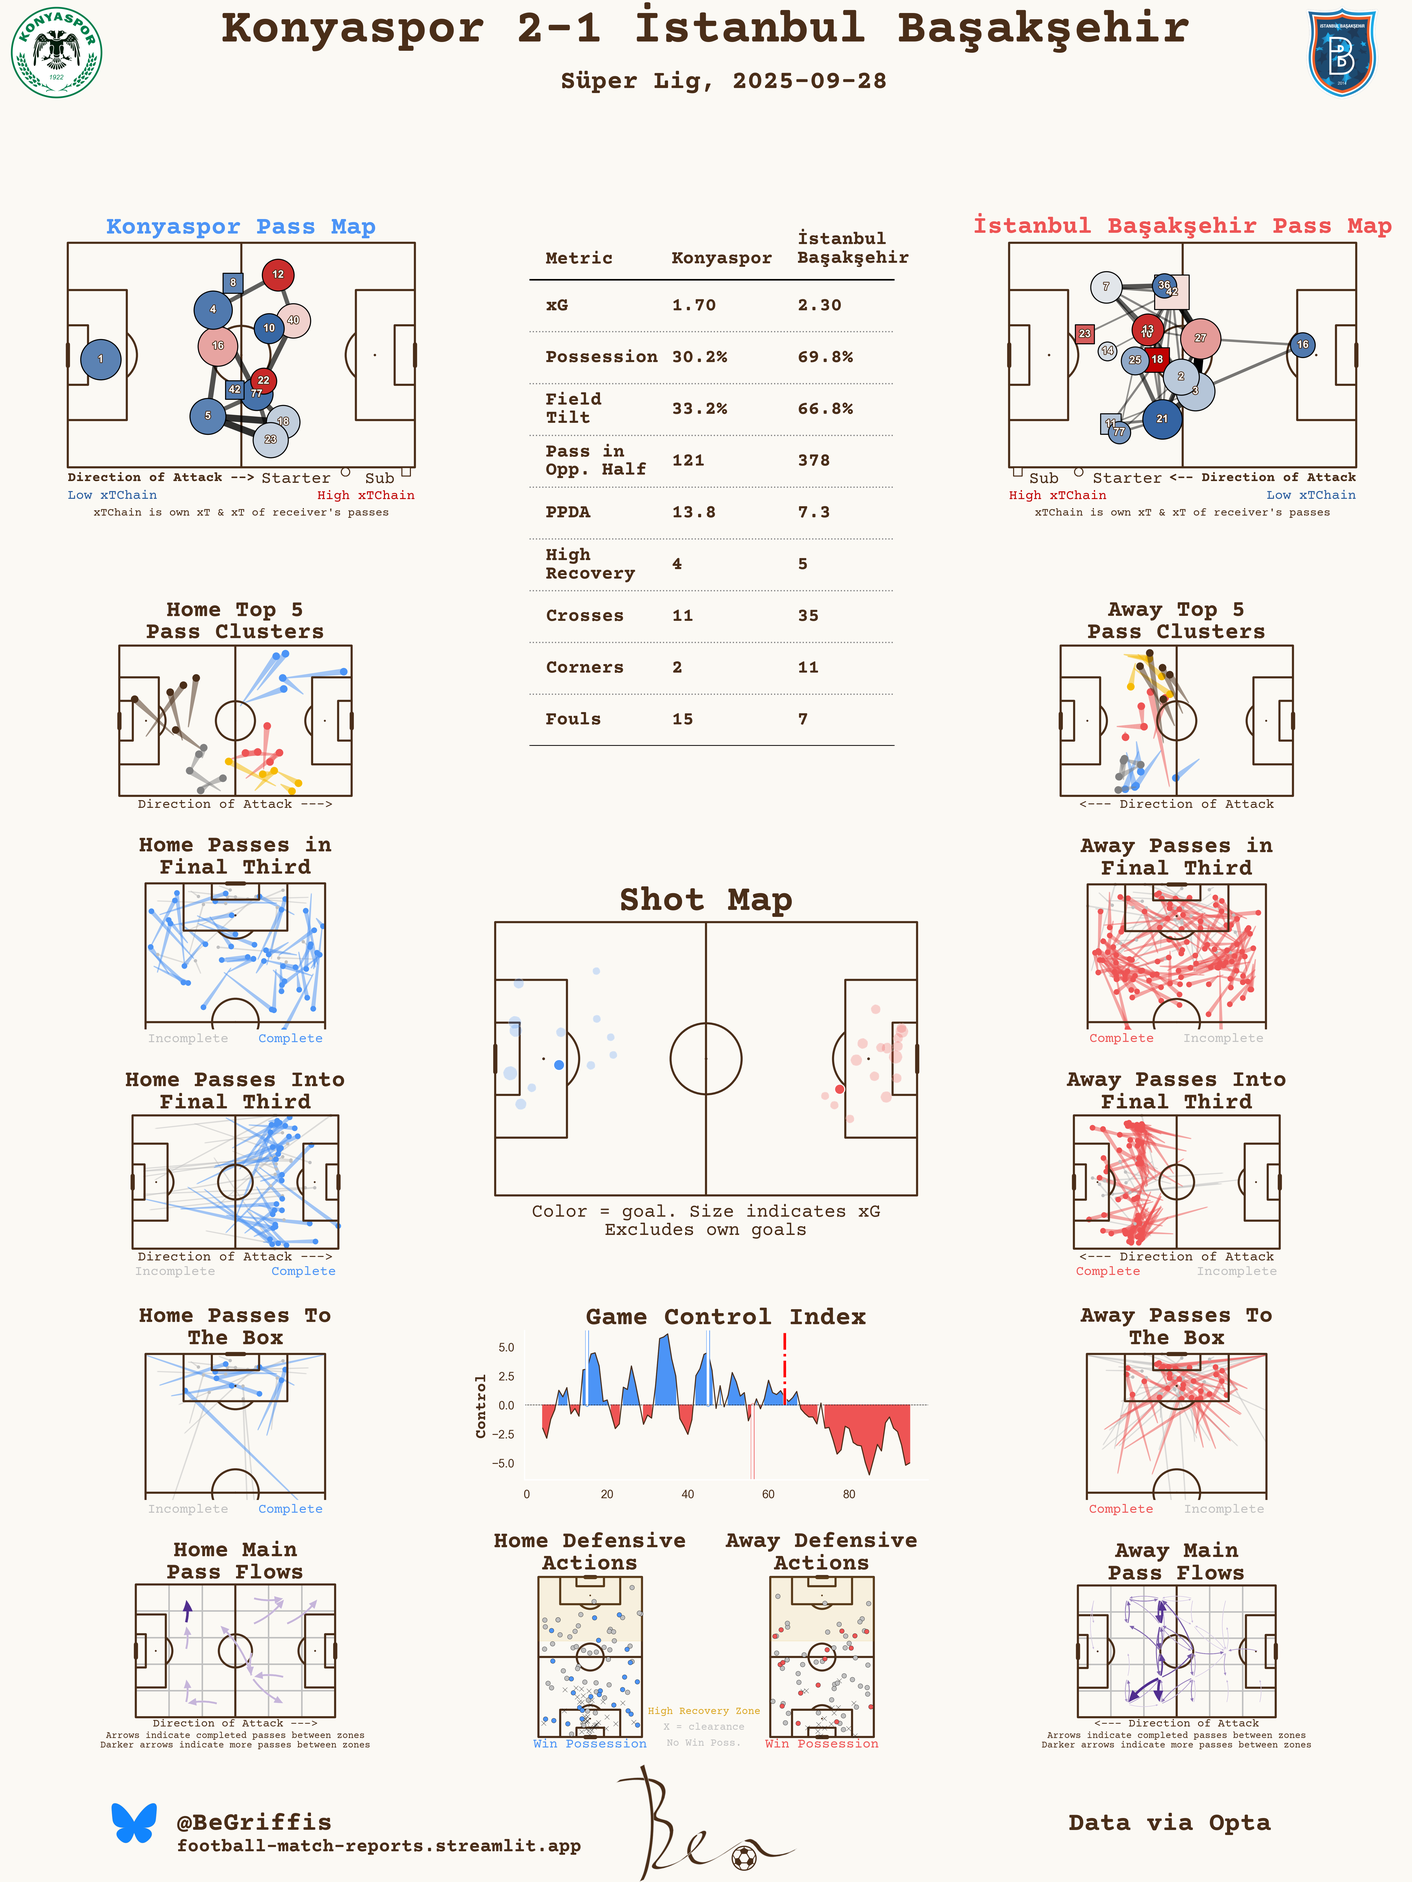 Konyaspor 2-1 İstanbul Başakşehir
Süper Lig, 2025-09-28
KONYASPOR
1922
İSTANBUL BAŞAKŞEHİR
B
2014
Konyaspor Pass Map
1
8
12
4
40
10
16
22
42
77
5
18
23
Direction of Attack --> Starter Sub
Low xTChain High xTChain
xTChain is own xT & xT of receiver's passes
Metric Konyaspor İstanbul Başakşehir
xG 1.70 2.30
Possession 30.2% 69.8%
Field Tilt 33.2% 66.8%
Pass in Opp. Half 121 378
PPDA 13.8 7.3
High Recovery 4 5
Crosses 11 35
Corners 2 11
Fouls 15 7
İstanbul Başakşehir Pass Map
7
36
42
23
13
10
27
16
14
25
18
2
3
11
77
21
Sub Starter <-- Direction of Attack
High xTChain Low xTChain
xTChain is own xT & xT of receiver's passes
Home Top 5
Pass Clusters
Direction of Attack --->
Away Top 5
Pass Clusters
<--- Direction of Attack
Home Passes in
Final Third
Incomplete Complete
Away Passes in
Final Third
Complete Incomplete
Shot Map
Color = goal. Size indicates xG
Excludes own goals
Home Passes Into
Final Third
Direction of Attack --->
Incomplete Complete
Away Passes Into
Final Third
<--- Direction of Attack
Complete Incomplete
Home Passes To
The Box
Incomplete Complete
Game Control Index
Control
5.0
2.5
0.0
−2.5
−5.0
0 20 40 60 80
Away Passes To
The Box
Complete Incomplete
Home Main
Pass Flows
Direction of Attack --->
Arrows indicate completed passes between zones
Darker arrows indicate more passes between zones
Home Defensive
Actions
Win Possession
High Recovery Zone
X = clearance
No Win Poss.
Away Defensive
Actions
Win Possession
Away Main
Pass Flows
<--- Direction of Attack
Arrows indicate completed passes between zones
Darker arrows indicate more passes between zones
@BeGriffis
football-match-reports.streamlit.app
Ben
Data via Opta